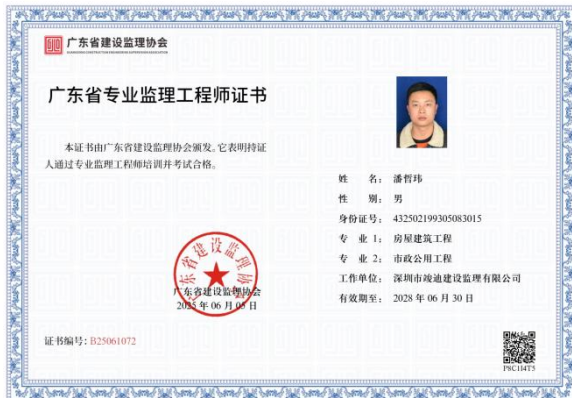 广东省建设监理协会
广东省专业监理工程师证书
本证书由广东省建设监理协会颁发。它表明持证
人通过专业监理工程师培训并考试合格。
广东省建设监理协会
广东省建设监理协会
2025 年 06 月 05 日
证书编号: B25061072
姓 名: 潘哲玮
性 别: 男
身份证号: 432502199305083015
专 业 1: 房屋建筑工程
专 业 2: 市政公用工程
工作单位: 深圳市竣迪建设监理有限公司
有效期至: 2028 年 06 月 30 日
P8C1I4T5